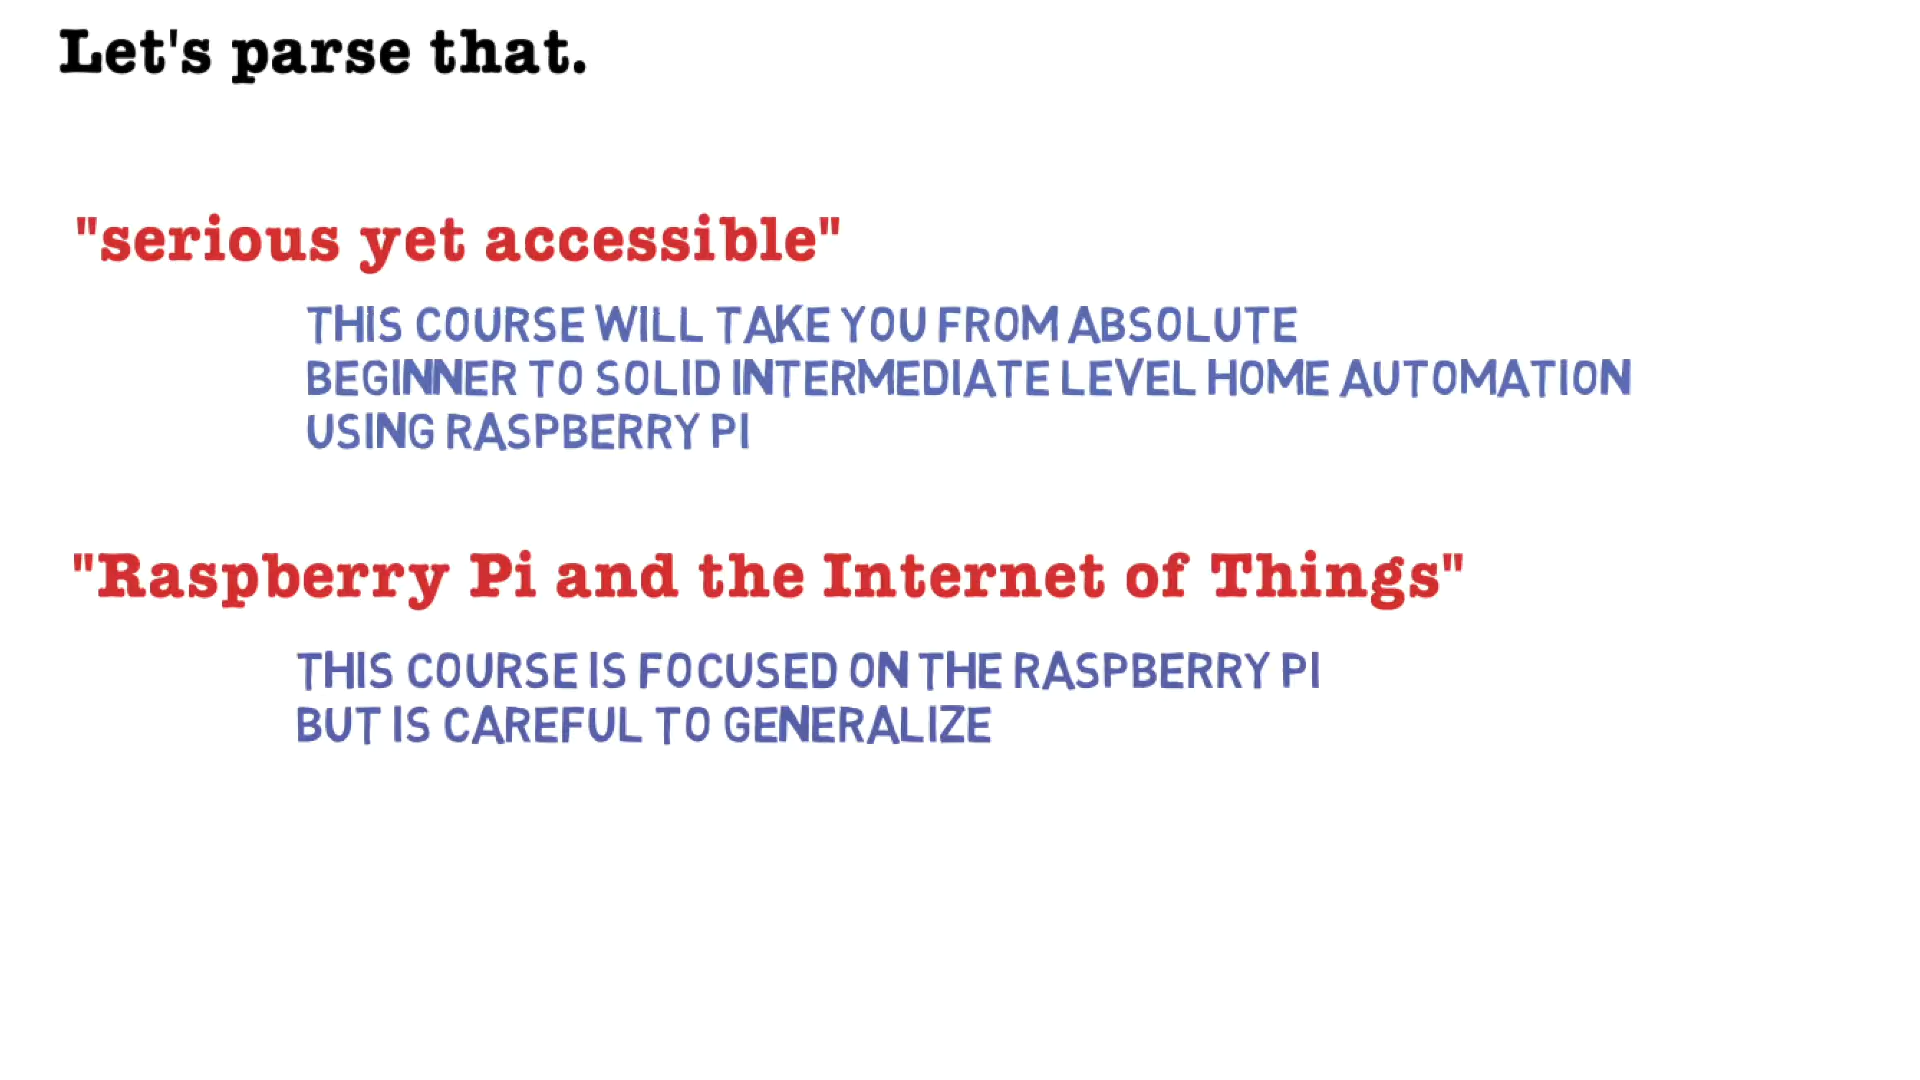 Let's parse that.
"serious yet accessible"
THIS COURSE WILL TAKE YOU FROM ABSOLUTE
BEGINNER TO SOLID INTERMEDIATE LEVEL HOME AUTOMATION
USING RASPBERRY PI
"Raspberry Pi and the Internet of Things"
THIS COURSE IS FOCUSED ON THE RASPBERRY PI
BUT IS CAREFUL TO GENERALIZE